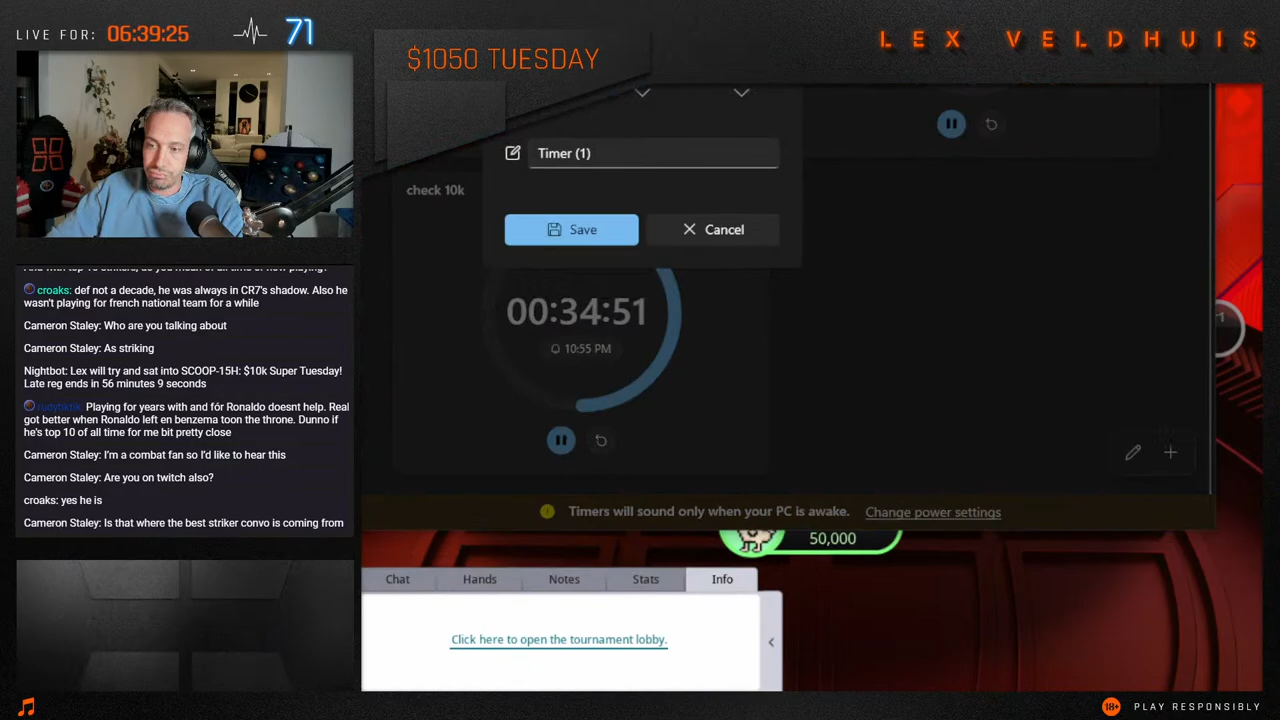 LIVE FOR: 06:39:25
71
$1050 TUESDAY
LEX VELDHUIS
croaks: def not a decade, he was always in CR7's shadow. Also he
wasn't playing for french national team for a while
Cameron Staley: Who are you talking about
Cameron Staley: As striking
Nightbot: Lex will try and sat into SCOOP-15H: $10k Super Tuesday!
Late reg ends in 56 minutes 9 seconds
Playing for years with and fór Ronaldo doesnt help. Real
got better when Ronaldo left en benzema toon the throne. Dunno if
he's top 10 of all time for me bit pretty close
Cameron Staley: I'm a combat fan so I'd like to hear this
Cameron Staley: Are you on twitch also?
croaks: yes he is
Cameron Staley: Is that where the best striker convo is coming from
Timer (1)
Save
Cancel
check 10k
00:34:51
10:55 PM
Timers will sound only when your PC is awake. Change power settings
50,000
Chat
Hands
Notes
Stats
Info
Click here to open the tournament lobby.
18+ PLAY RESPONSIBLY